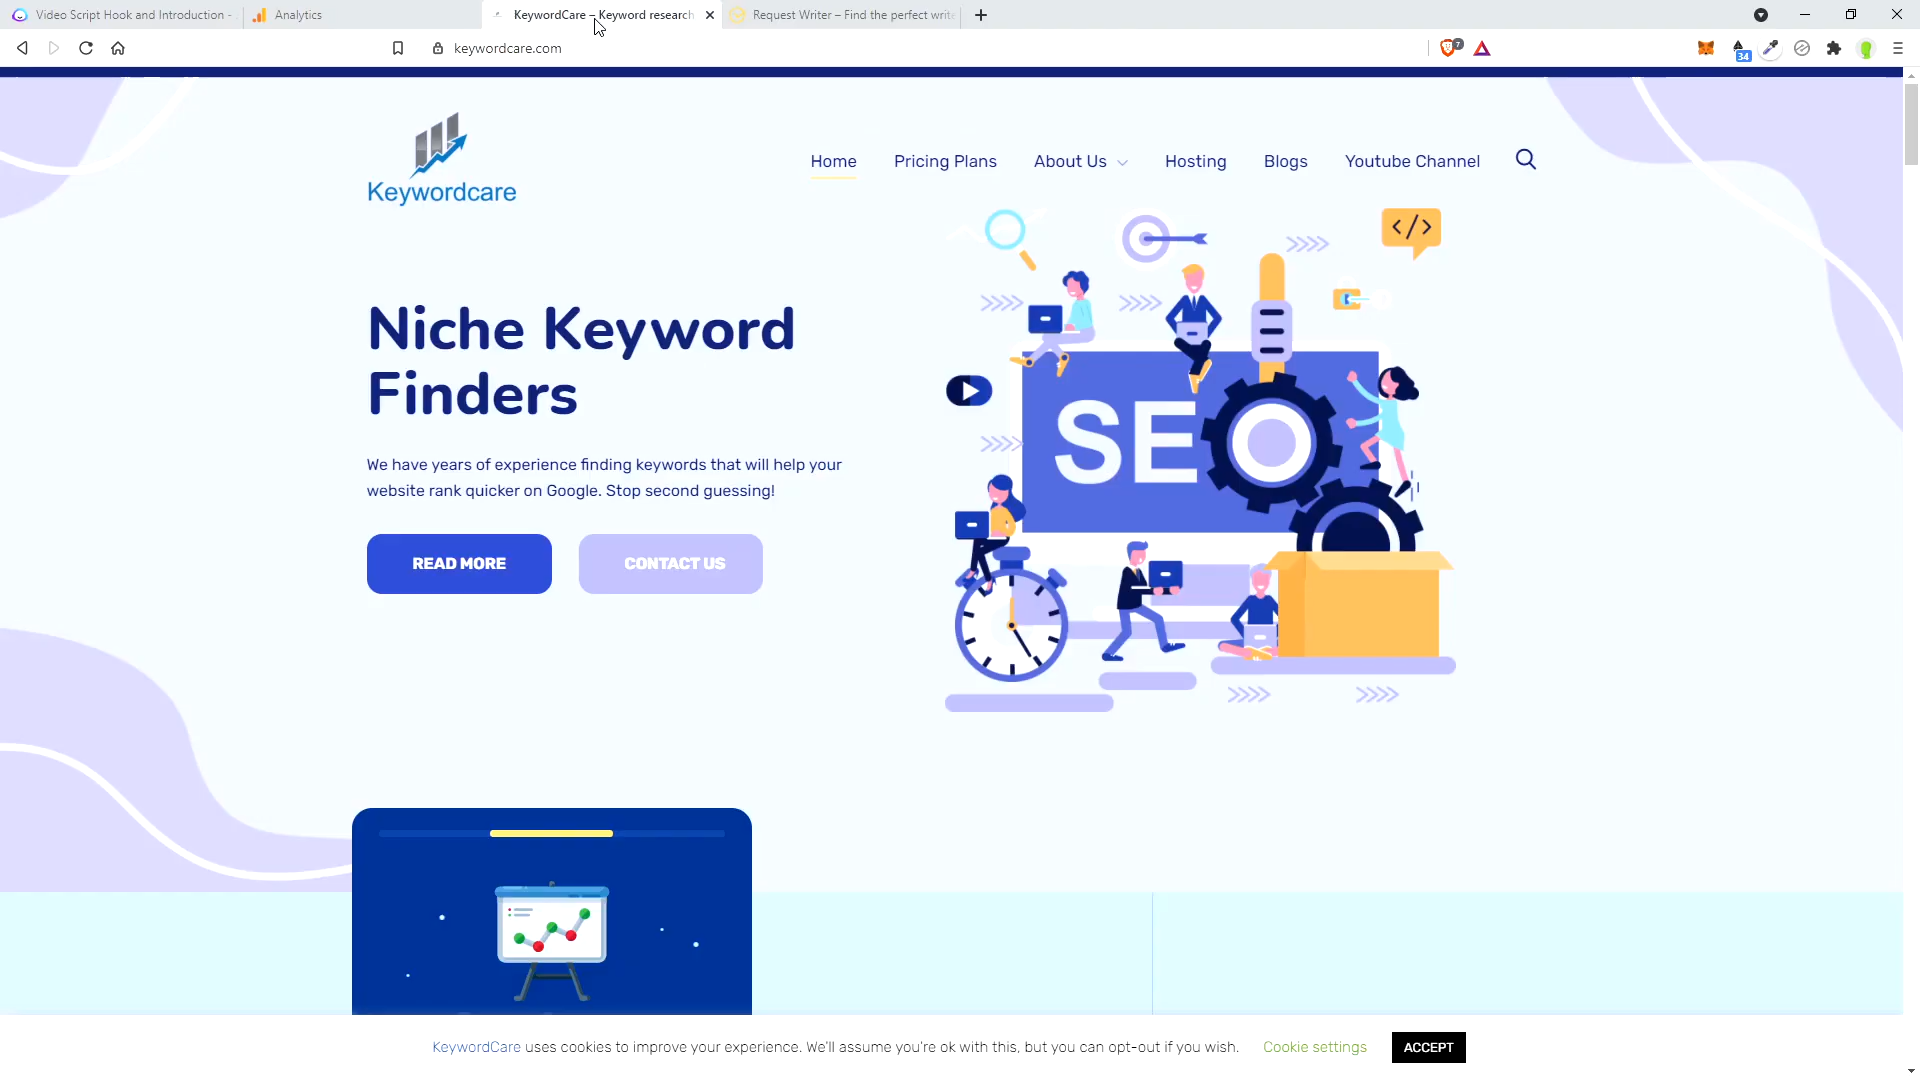 Video Script Hook and Introduction -
Analytics
KeywordCare – Keyword research
Request Writer – Find the perfect write
keywordcare.com
7
34
Keywordcare
Home
Pricing Plans
About Us
Hosting
Blogs
Youtube Channel
</>
Niche Keyword
Finders
SEO
We have years of experience finding keywords that will help your
website rank quicker on Google. Stop second guessing!
READ MORE
CONTACT US
KeywordCare uses cookies to improve your experience. We'll assume you're ok with this, but you can opt-out if you wish.
Cookie settings
ACCEPT